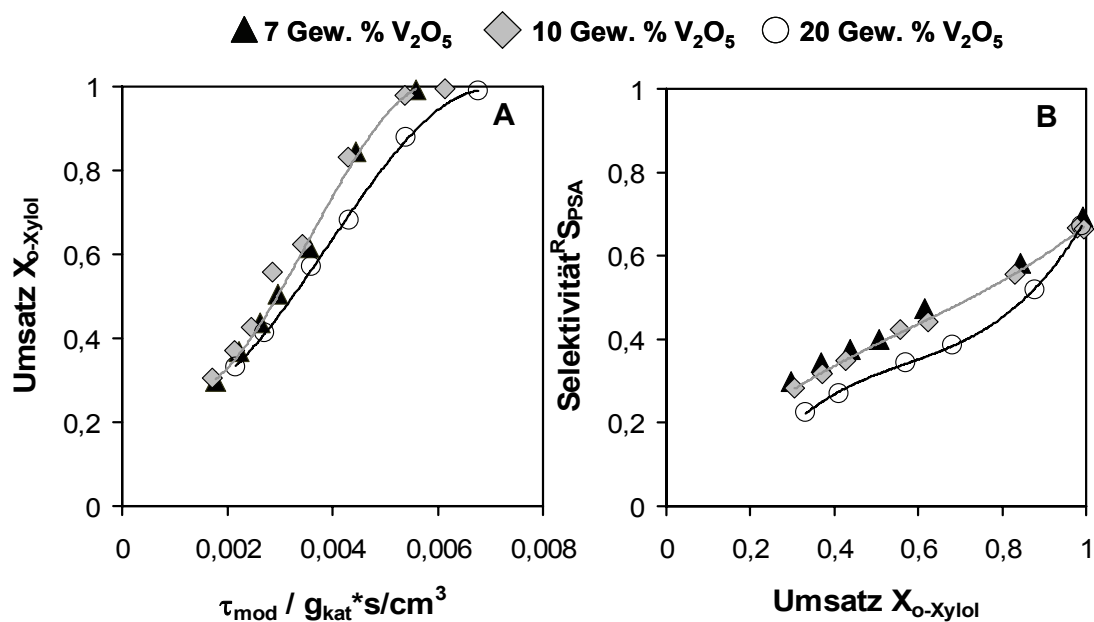 7 Gew. % V₂O₅ 10 Gew. % V₂O₅ 20 Gew. % V₂O₅
A
1
0,8
0,6
0,4
0,2
0
0 0,002 0,004 0,006 0,008
Umsatz Xo-Xylol
τmod / gkat*s/cm³
B
1
0,8
0,6
0,4
0,2
0
0 0,2 0,4 0,6 0,8 1
Selektivität ᴿSPSA
Umsatz Xo-Xylol